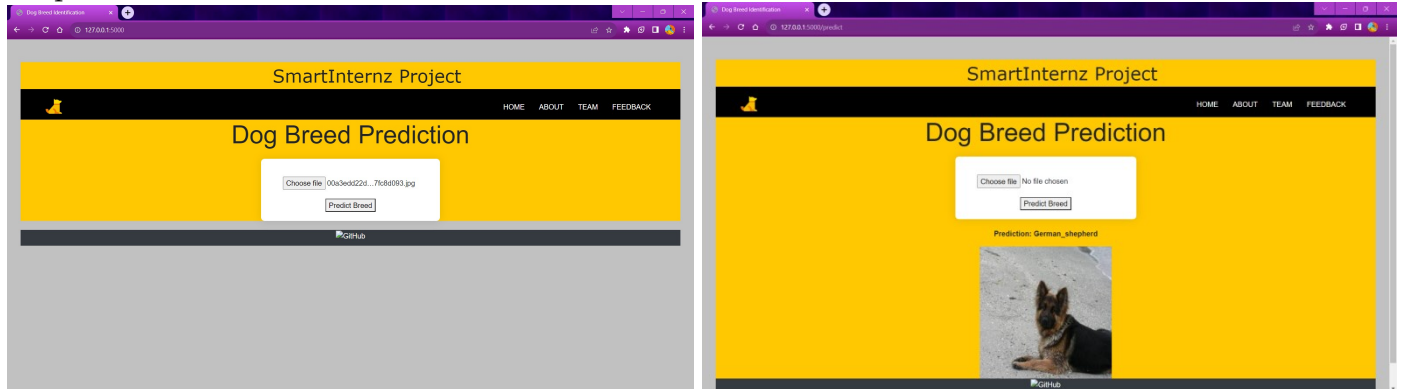 Dog Breed Identification
127.0.0.1:5000
SmartInternz Project
HOME ABOUT TEAM FEEDBACK
Dog Breed Prediction
Choose file 00a3edd22d...7fc8d093.jpg
Predict Breed
GitHub
Dog Breed Identification
127.0.0.1:5000/predict
SmartInternz Project
HOME ABOUT TEAM FEEDBACK
Dog Breed Prediction
Choose file No file chosen
Predict Breed
Prediction: German_shepherd
GitHub